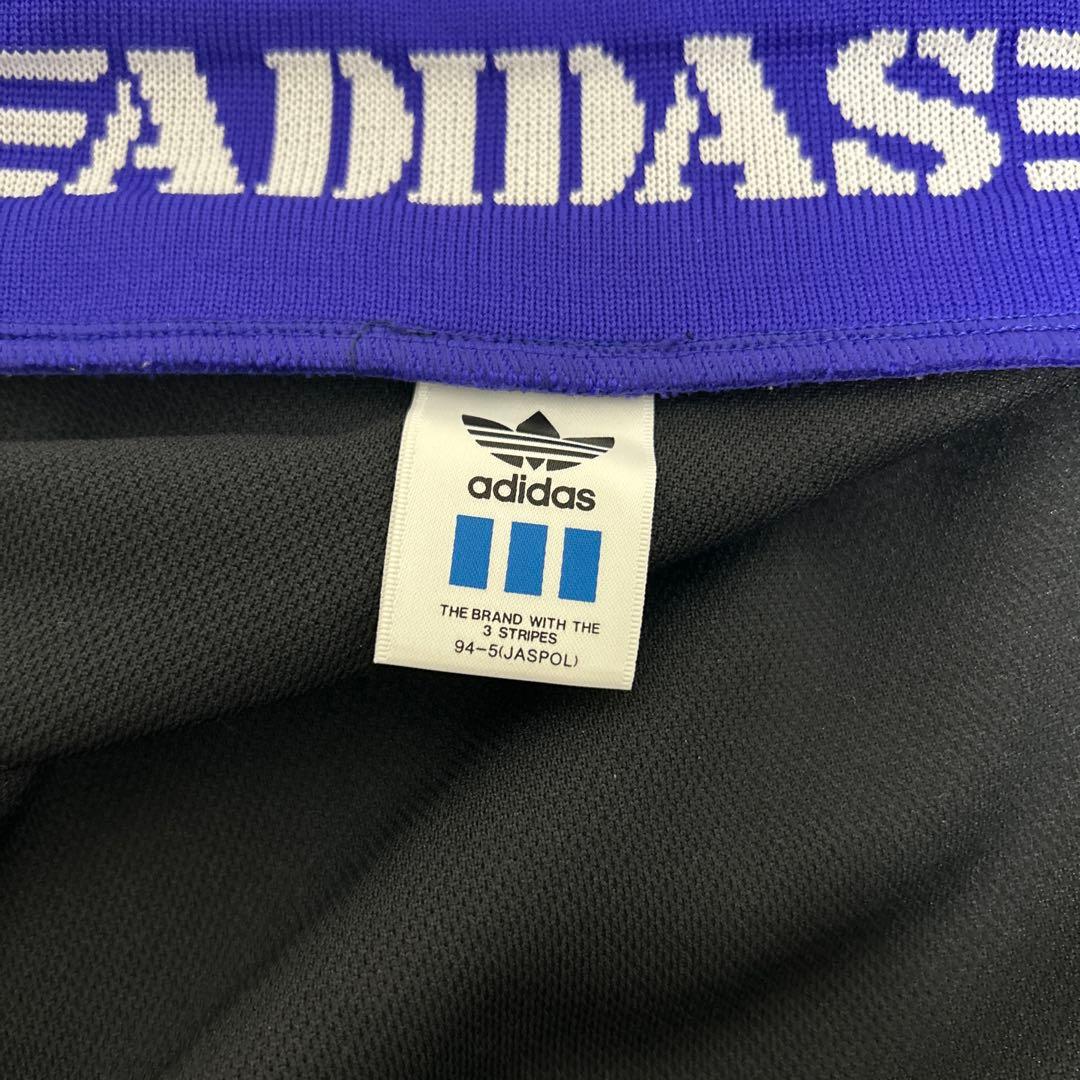 ADIDAS
adidas
THE BRAND WITH THE
3 STRIPES
94-5(JASPOL)